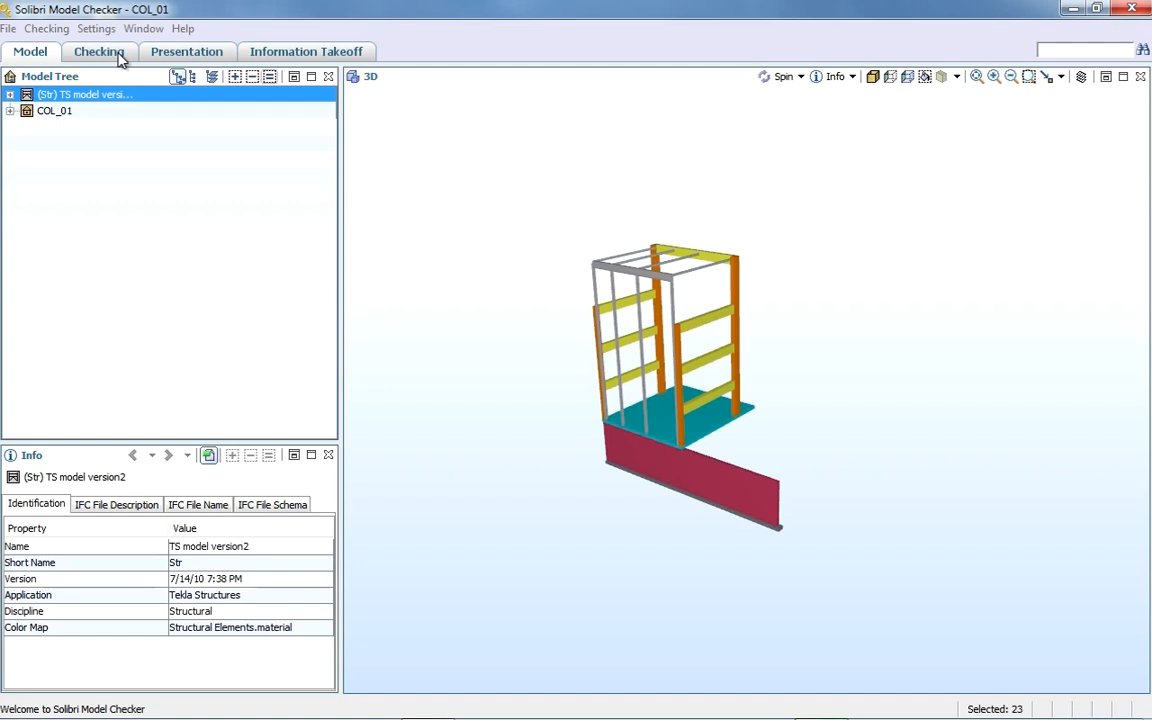 Solibri Model Checker - COL_01
File Checking Settings Window Help
Model Checking Presentation Information Takeoff
Model Tree
3D
Spin Info
(Str) TS model versi...
COL_01
Info
(Str) TS model version2
Identification IFC File Description IFC File Name IFC File Schema
Property Value
Name TS model version2
Short Name Str
Version 7/14/10 7:38 PM
Application Tekla Structures
Discipline Structural
Color Map Structural Elements.material
Welcome to Solibri Model Checker
Selected: 23